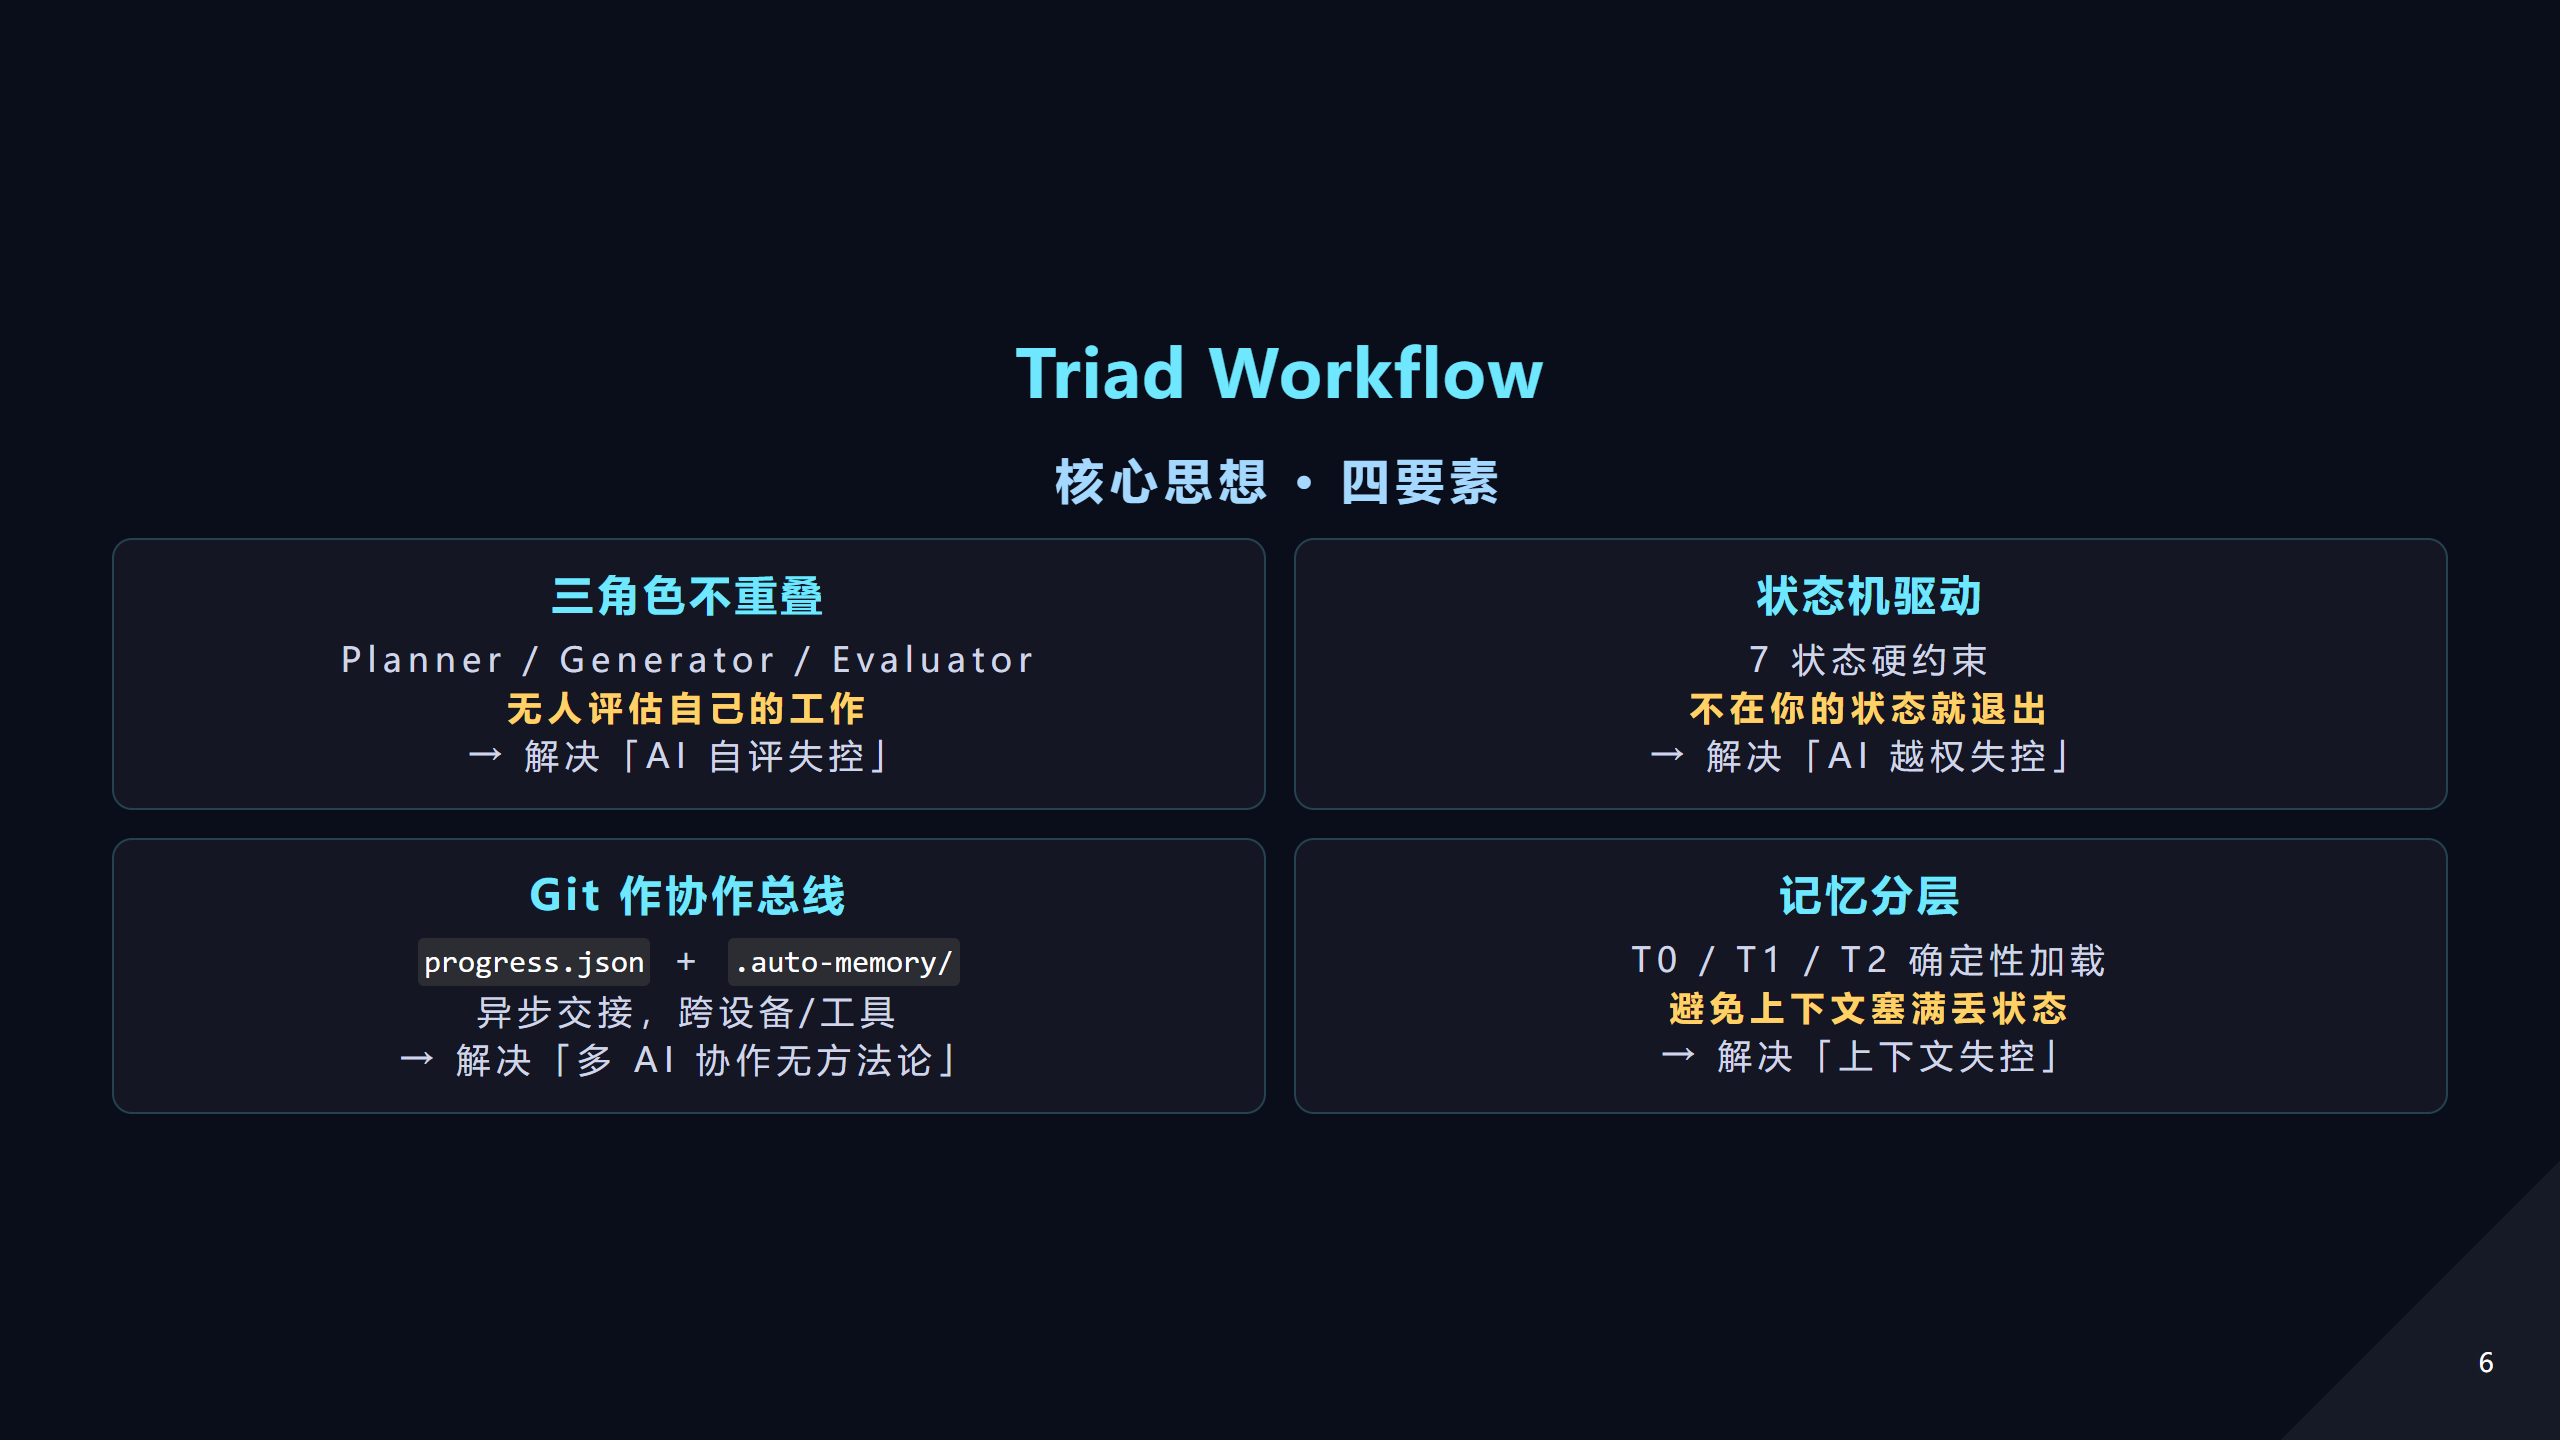 Triad Workflow
核心思想 · 四要素
三角色不重叠
Planner / Generator / Evaluator
无人评估自己的工作
→ 解决「AI 自评失控」
状态机驱动
7 状态硬约束
不在你的状态就退出
→ 解决「AI 越权失控」
Git 作协作总线
progress.json + .auto-memory/
异步交接，跨设备/工具
→ 解决「多 AI 协作无方法论」
记忆分层
T0 / T1 / T2 确定性加载
避免上下文塞满丢状态
→ 解决「上下文失控」
6